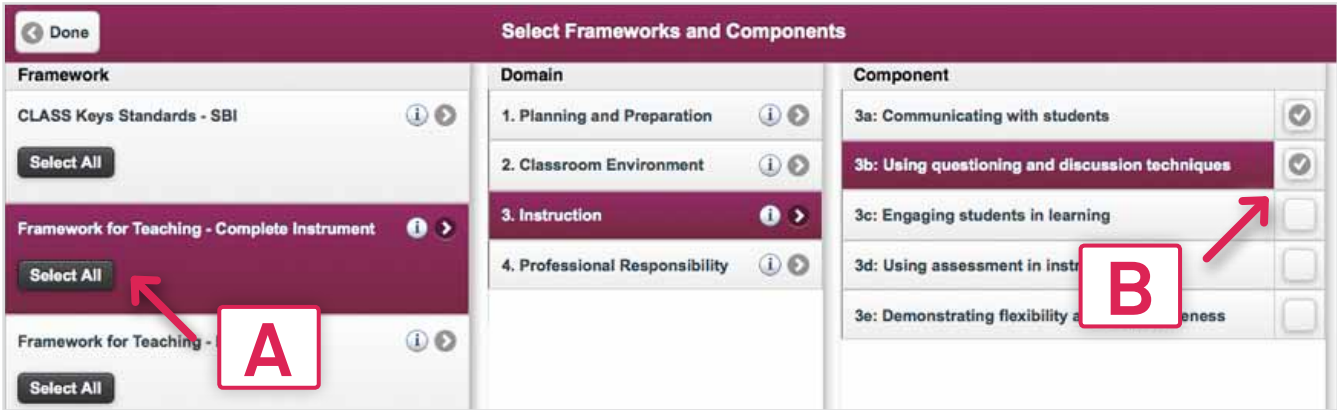 Done
Select Frameworks and Components
Framework
Domain
Component
CLASS Keys Standards - SBI
Select All
Framework for Teaching - Complete Instrument
Select All
A
Framework for Teaching -
Select All
1. Planning and Preparation
2. Classroom Environment
3. Instruction
4. Professional Responsibility
3a: Communicating with students
3b: Using questioning and discussion techniques
3c: Engaging students in learning
3d: Using assessment in
B
3e: Demonstrating flexibility